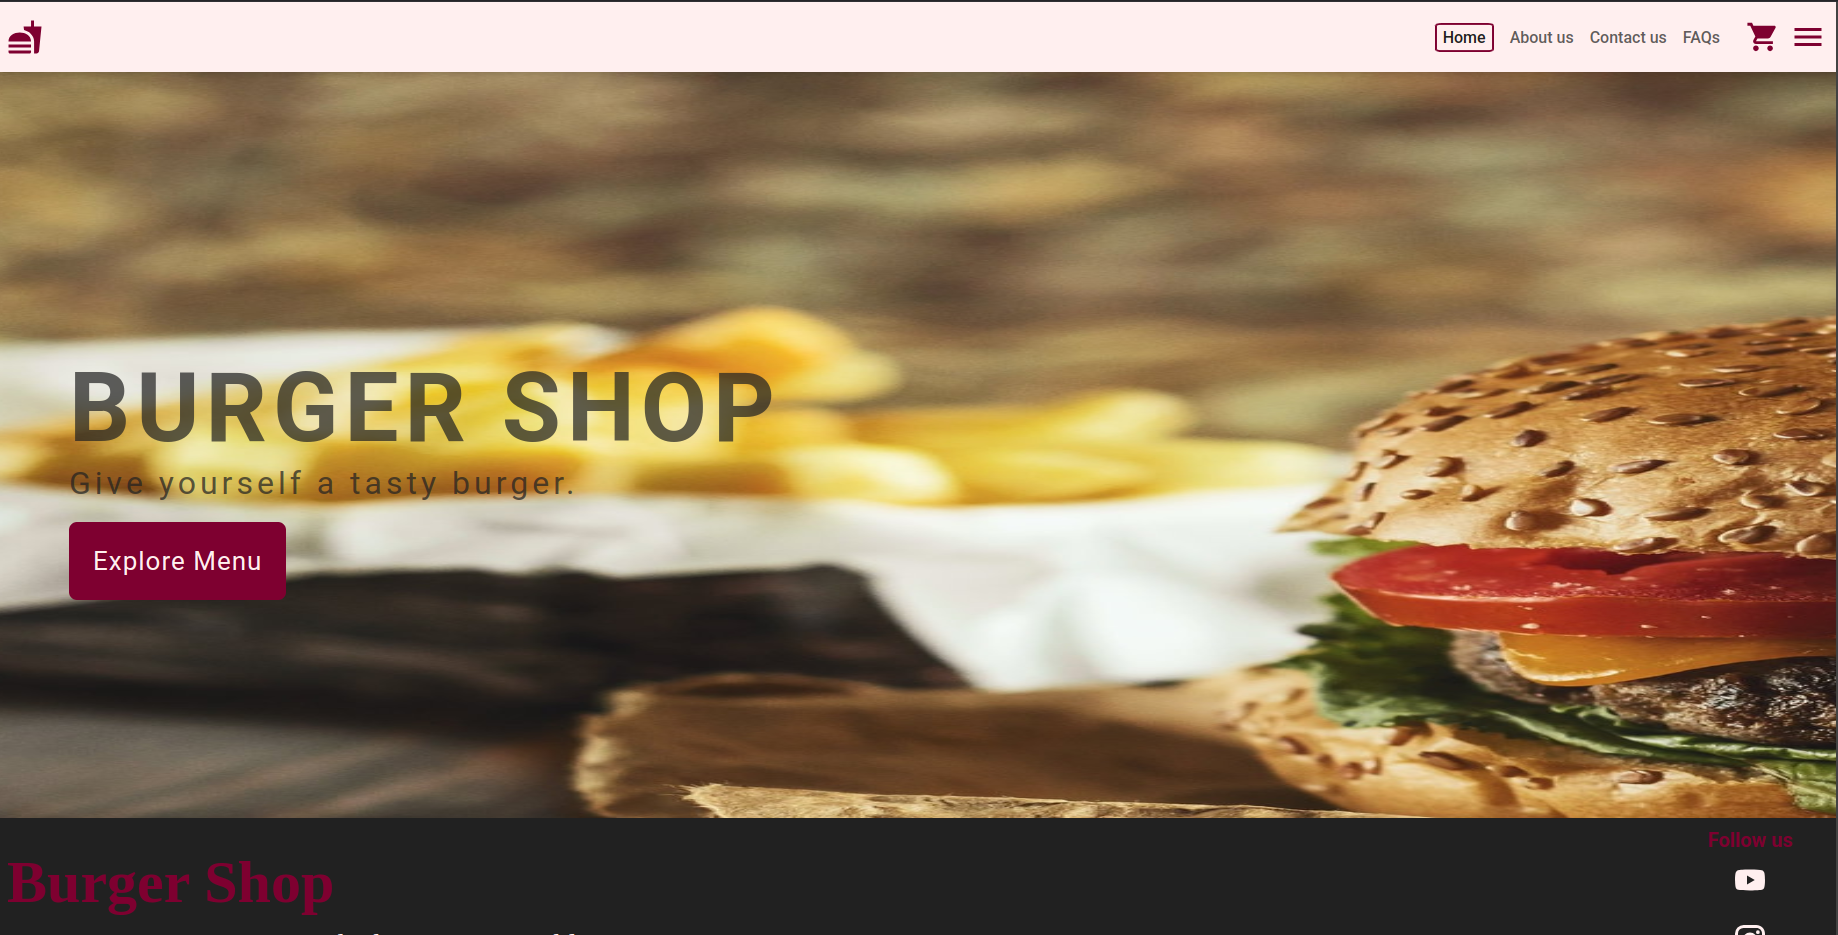 Home About us Contact us FAQs
BURGER SHOP
Give yourself a tasty burger.
Explore Menu
Follow us
Burger Shop